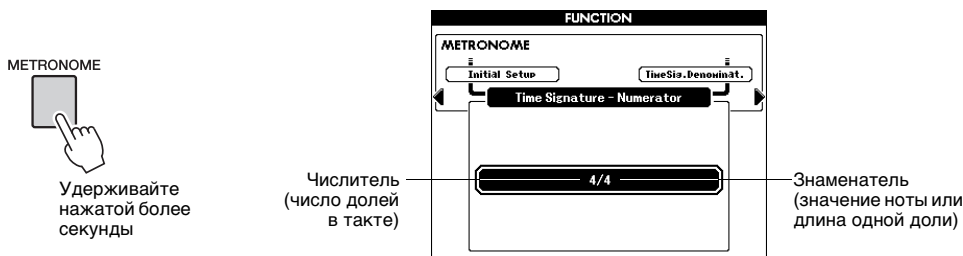 METRONOME
Удерживайте
нажатой более
секунды
FUNCTION
METRONOME
Initial Setup
TimeSig.Denominat.
Time Signature - Numerator
4/4
Числитель
(число долей
в такте)
Знаменатель
(значение ноты или
длина одной доли)